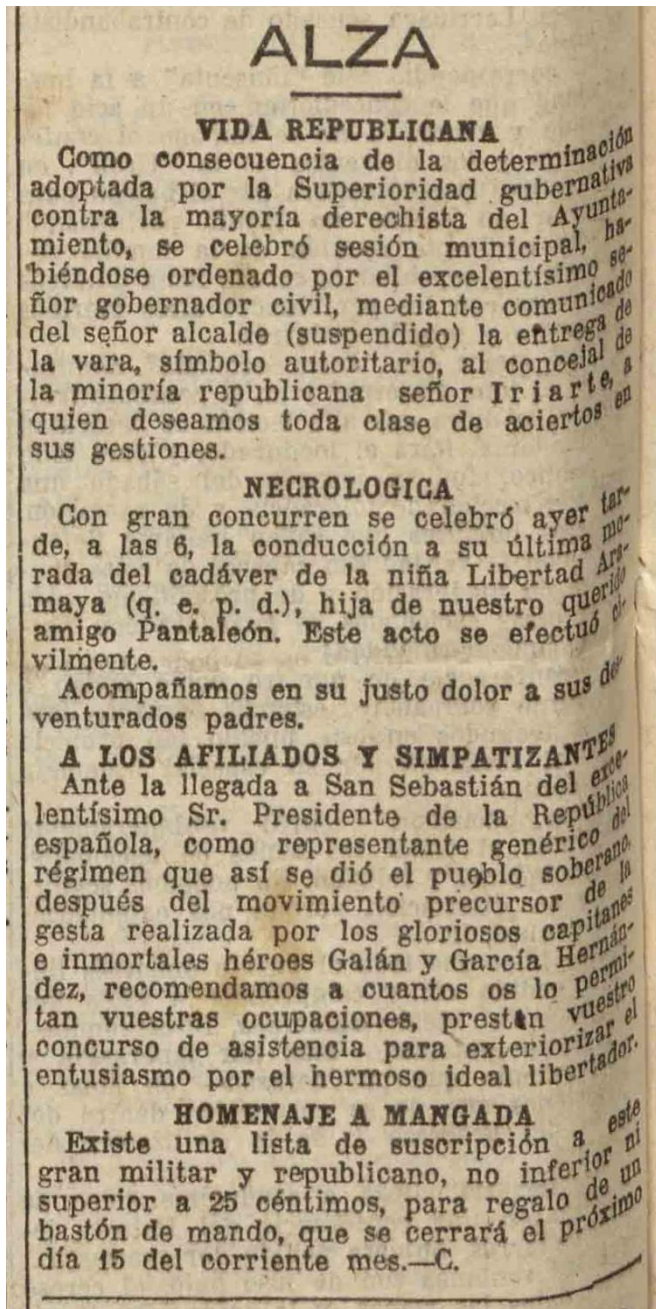 ALZA
VIDA REPUBLICANA
Como consecuencia de la determinación
adoptada por la Superioridad gubernativa
contra la mayoría derechista del Ayunta-
miento, se celebró sesión municipal, ha-
biéndose ordenado por el excelentísimo se-
ñor gobernador civil, mediante comunicado
del señor alcalde (suspendido) la entrega de
la vara, símbolo autoritario, al concejal de
la minoría republicana señor Iriarte, a
quien deseamos toda clase de aciertos en
sus gestiones.
NECROLOGICA
Con gran concurren se celebró ayer tar-
de, a las 6, la conducción a su última mo-
rada del cadáver de la niña Libertad Ara-
maya (q. e. p. d.), hija de nuestro querido
amigo Pantaleón. Este acto se efectuó ci-
vilmente.
Acompañamos en su justo dolor a sus de-
venturados padres.
A LOS AFILIADOS Y SIMPATIZANTES
Ante la llegada a San Sebastián del exce-
lentísimo Sr. Presidente de la República
española, como representante genérico del
régimen que así se dió el pueblo soberano,
después del movimiento precursor de la
gesta realizada por los gloriosos capitanes
e inmortales héroes Galán y García Hernán-
dez, recomendamos a cuantos os lo permi-
tan vuestras ocupaciones, prestén vuestro
concurso de asistencia para exteriorizar el
entusiasmo por el hermoso ideal libertador.
HOMENAJE A MANGADA
Existe una lista de suscripción a este
gran militar y republicano, no inferior ni
superior a 25 céntimos, para regalo de un
bastón de mando, que se cerrará el próximo
día 15 del corriente mes.—C.